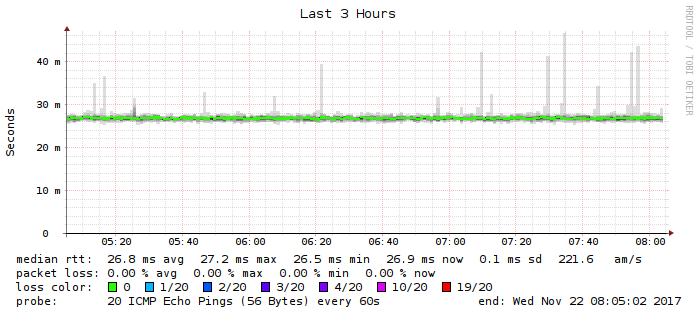 Last 3 Hours
RRDTOOL / TOBI OETIKER
Seconds
40 m
30 m
20 m
10 m
0
05:20 05:40 06:00 06:20 06:40 07:00 07:20 07:40 08:00
median rtt: 26.8 ms avg 27.2 ms max 26.5 ms min 26.9 ms now 0.1 ms sd 221.6 am/s
packet loss: 0.00 % avg 0.00 % max 0.00 % min 0.00 % now
loss color: 0 1/20 2/20 3/20 4/20 10/20 19/20
probe: 20 ICMP Echo Pings (56 Bytes) every 60s end: Wed Nov 22 08:05:02 2017